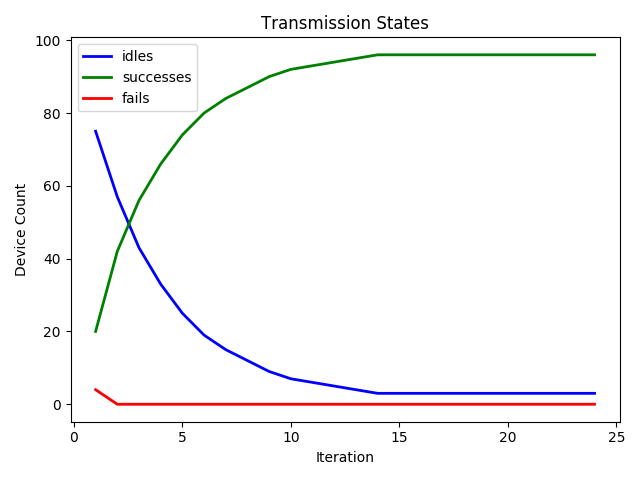 Transmission States
idles
successes
fails
Device Count
100
80
60
40
20
0
0 5 10 15 20 25
Iteration